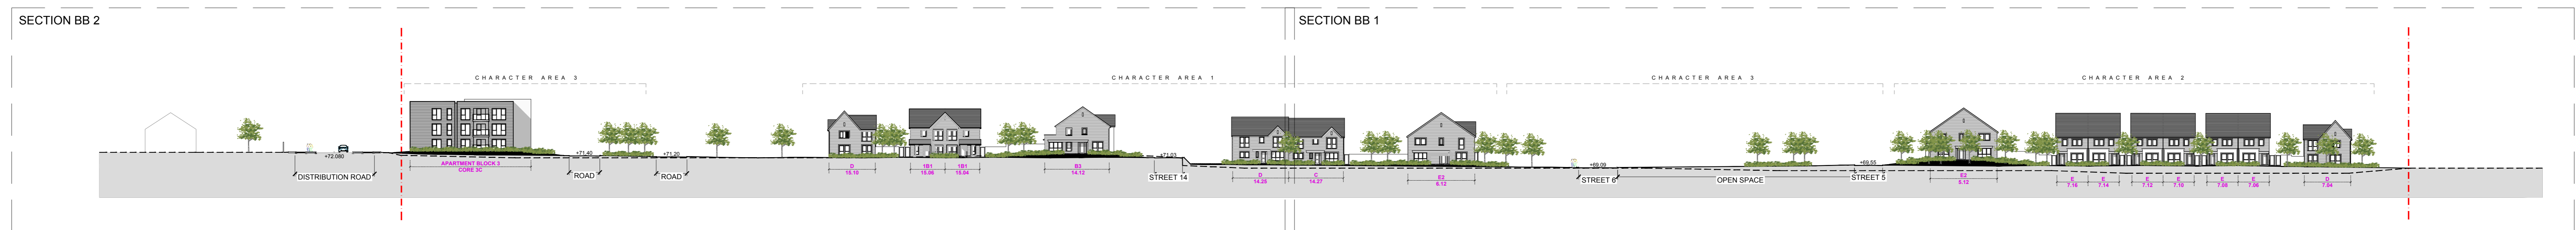 SECTION BB 2
SECTION BB 1
CHARACTER AREA 3
CHARACTER AREA 1
CHARACTER AREA 3
CHARACTER AREA 2
+72.080
DISTRIBUTION ROAD
APARTMENT BLOCK 3
CORE 3C
+71.40
ROAD
+71.20
ROAD
D
15.10
1B1
15.06
1B1
15.04
B3
14.12
+71.03
STREET 14
D
14.25
C
14.27
E2
6.12
+69.09
STREET 6
OPEN SPACE
+69.55
STREET 5
E2
5.12
E
7.16
E
7.14
E
7.12
E
7.10
E
7.08
E
7.06
D
7.04